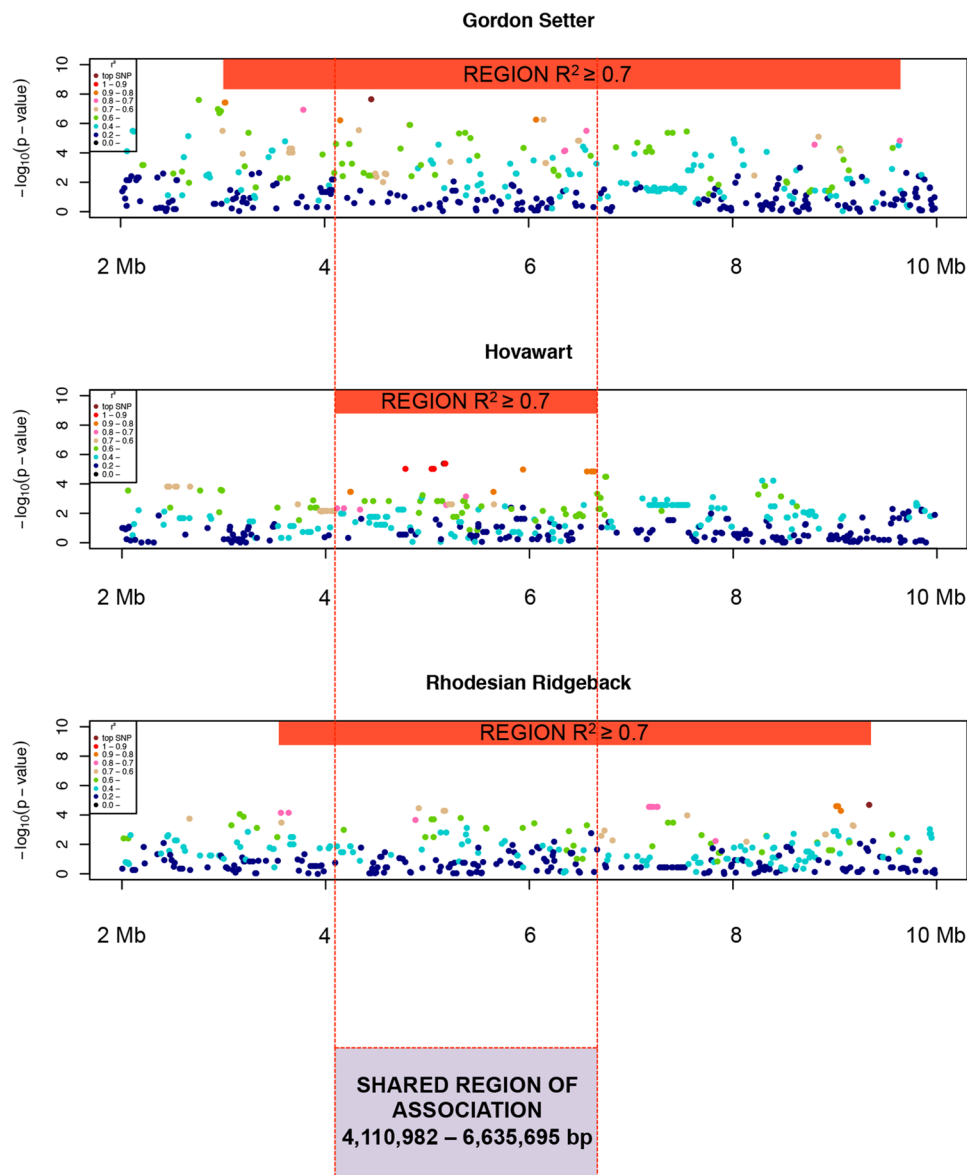 Gordon Setter
− log10(p − value)
10
8
6
4
2
0
r²
top SNP
1 − 0.9
0.9 − 0.8
0.8 − 0.7
0.7 − 0.6
0.6 −
0.4 −
0.2 −
0.0 −
REGION R² ≥ 0.7
2 Mb 4 6 8 10 Mb
Hovawart
− log10(p − value)
10
8
6
4
2
0
r²
top SNP
1 − 0.9
0.9 − 0.8
0.8 − 0.7
0.7 − 0.6
0.6 −
0.4 −
0.2 −
0.0 −
REGION R² ≥ 0.7
2 Mb 4 6 8 10 Mb
Rhodesian Ridgeback
− log10(p − value)
10
8
6
4
2
0
r²
top SNP
1 − 0.9
0.9 − 0.8
0.8 − 0.7
0.7 − 0.6
0.6 −
0.4 −
0.2 −
0.0 −
REGION R² ≥ 0.7
2 Mb 4 6 8 10 Mb
SHARED REGION OF
ASSOCIATION
4,110,982 – 6,635,695 bp